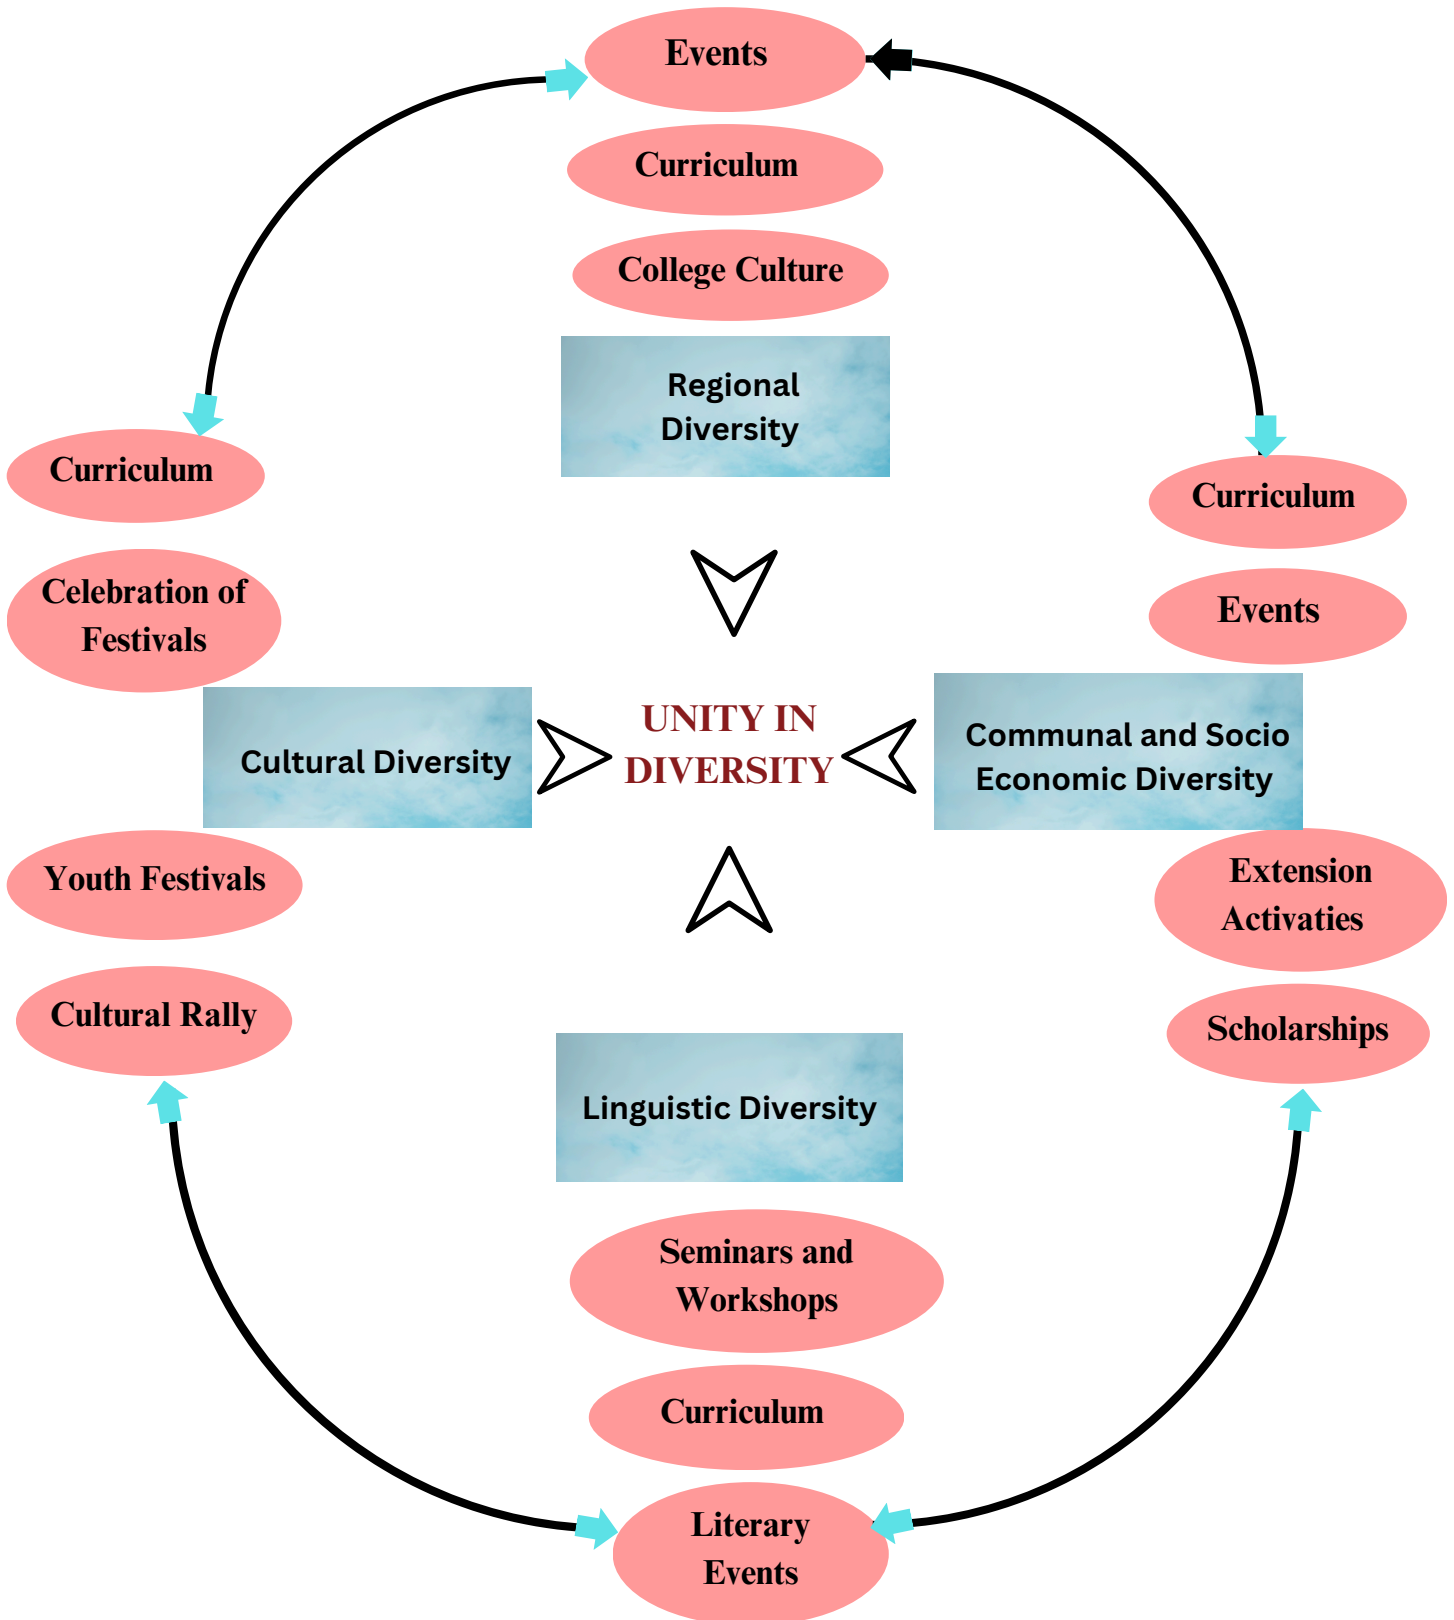 Events
Curriculum
College Culture
Regional
Diversity
Curriculum
Celebration of
Festivals
Cultural Diversity
Youth Festivals
Cultural Rally
UNITY IN
DIVERSITY
Curriculum
Events
Communal and Socio
Economic Diversity
Extension
Activaties
Scholarships
Linguistic Diversity
Seminars and
Workshops
Curriculum
Literary
Events